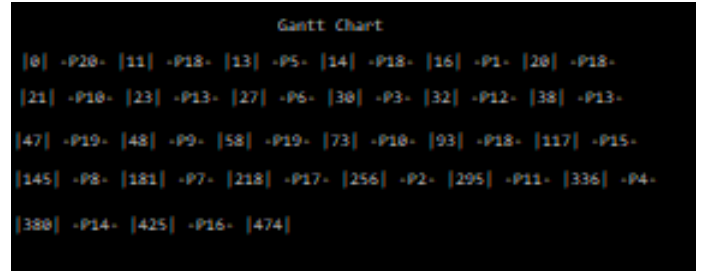 Gantt Chart
|0| -P20- |11| -P18- |13| -P5- |14| -P18- |16| -P1- |20| -P18-
|21| -P10- |23| -P13- |27| -P6- |30| -P3- |32| -P12- |38| -P13-
|47| -P19- |48| -P9- |58| -P19- |73| -P10- |93| -P18- |117| -P15-
|145| -P8- |181| -P7- |218| -P17- |256| -P2- |295| -P11- |336| -P4-
|380| -P14- |425| -P16- |474|